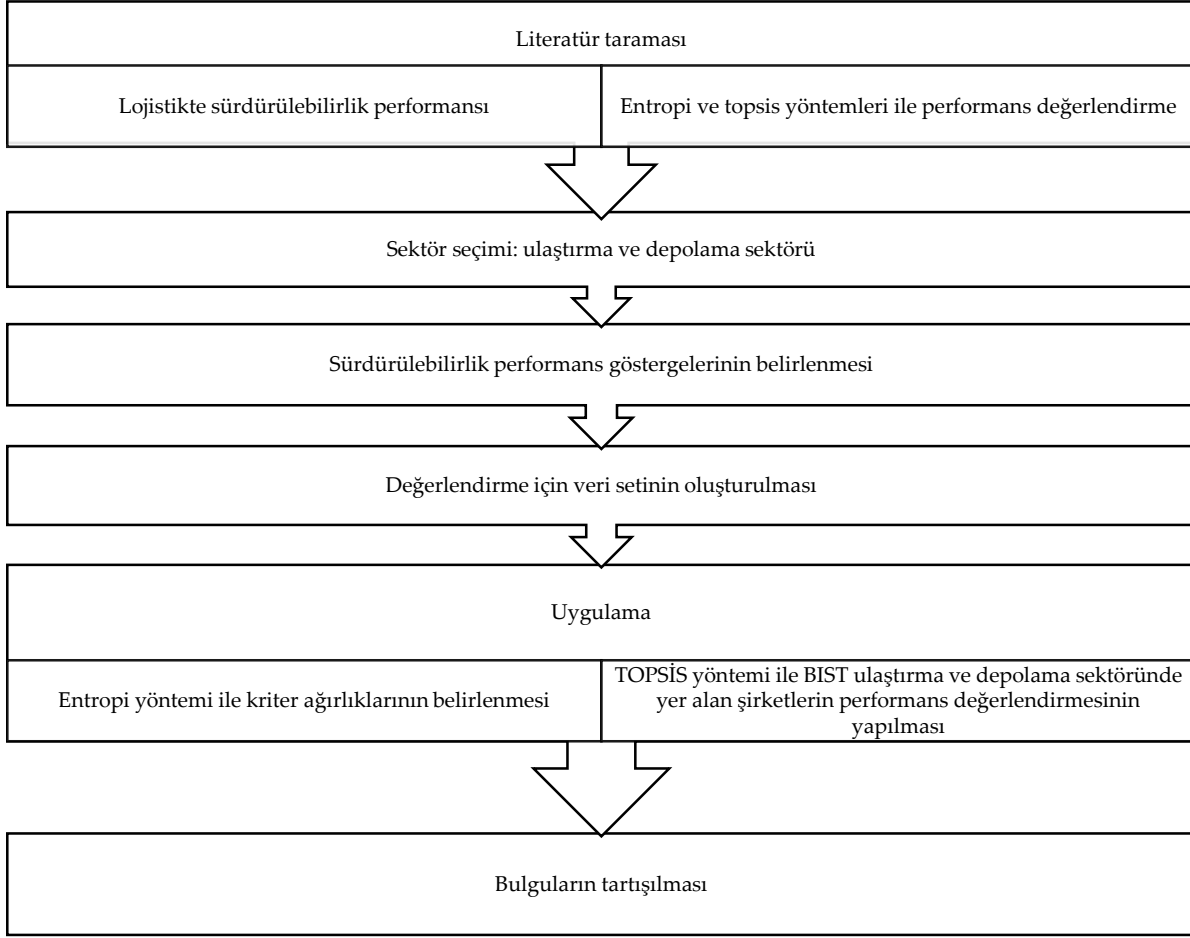 Literatür taraması
Lojistikte sürdürülebilirlik performansı
Entropi ve topsis yöntemleri ile performans değerlendirme
Sektör seçimi: ulaştırma ve depolama sektörü
Sürdürülebilirlik performans göstergelerinin belirlenmesi
Değerlendirme için veri setinin oluşturulması
Uygulama
Entropi yöntemi ile kriter ağırlıklarının belirlenmesi
TOPSİS yöntemi ile BIST ulaştırma ve depolama sektöründe
yer alan şirketlerin performans değerlendirmesinin
yapılması
Bulguların tartışılması